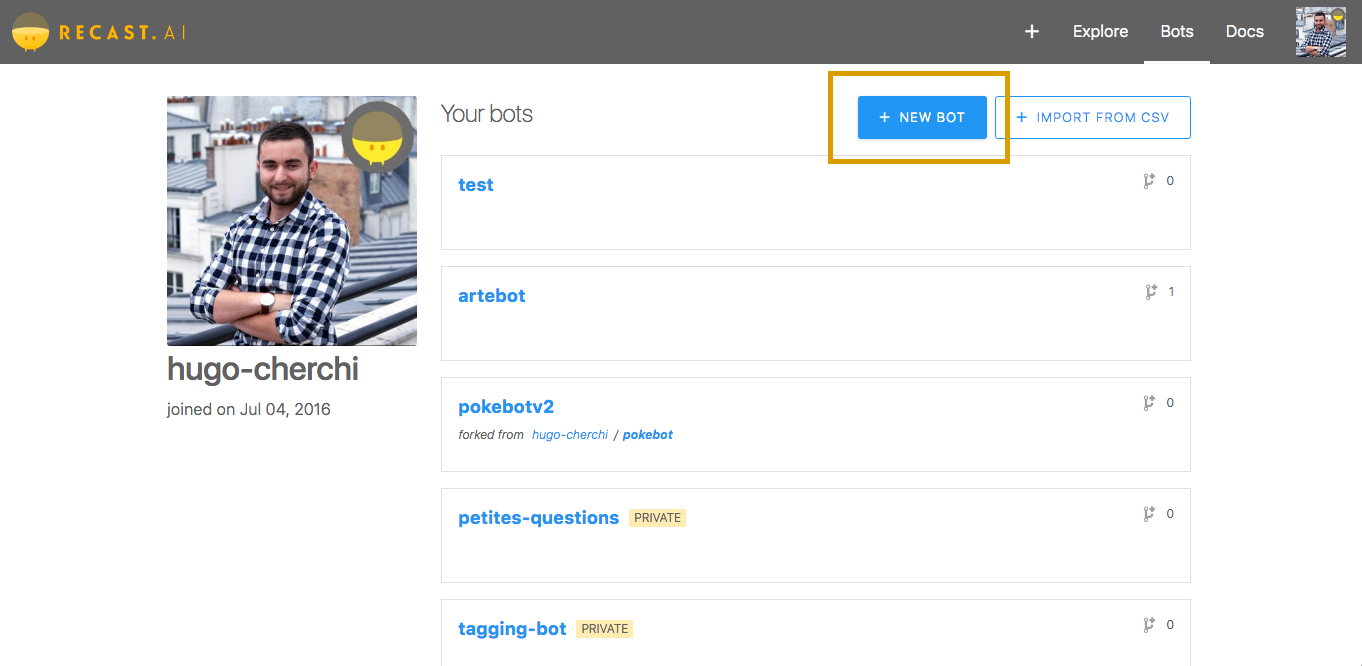 RECAST.AI
+ Explore Bots Docs
Your bots
+ NEW BOT
+ IMPORT FROM CSV
hugo-cherchi
joined on Jul 04, 2016
test 0
artebot 1
pokebotv2 0
forked from hugo-cherchi / pokebot
petites-questions PRIVATE 0
tagging-bot PRIVATE 0